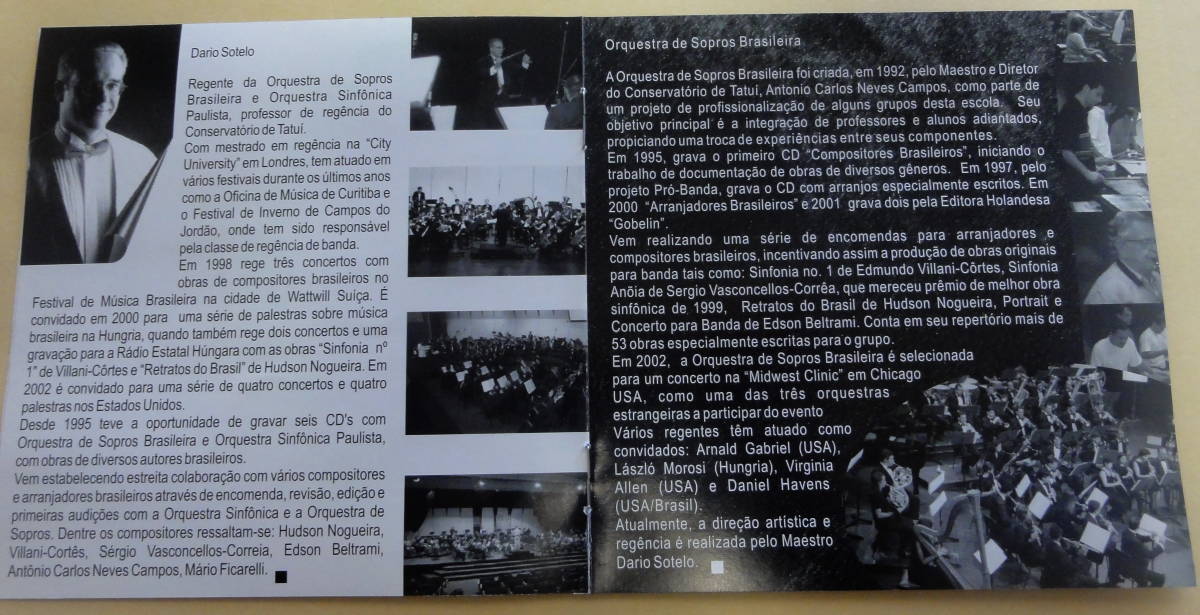 Dario Sotelo
Regente da Orquestra de Sopros
Brasileira e Orquestra Sinfônica
Paulista, professor de regência do
Conservatório de Tatuí.
Com mestrado em regência na “City
University” em Londres, tem atuado em
vários festivais durante os últimos anos
como a Oficina de Música de Curitiba e
o Festival de Inverno de Campos do
Jordão, onde tem sido responsável
pela classe de regência de banda.
Em 1998 rege três concertos com
obras de compositores brasileiros no
Festival de Música Brasileira na cidade de Wattwill Suíça. É
convidado em 2000 para uma série de palestras sobre música
brasileira na Hungria, quando também rege dois concertos e uma
gravação para a Rádio Estatal Húngara com as obras “Sinfonia nº
1” de Villani-Côrtes e “Retratos do Brasil” de Hudson Nogueira. Em
2002 é convidado para uma série de quatro concertos e quatro
palestras nos Estados Unidos.
Desde 1995 teve a oportunidade de gravar seis CD's com
Orquestra de Sopros Brasileira e Orquestra Sinfônica Paulista,
com obras de diversos autores brasileiros.
Vem estabelecendo estreita colaboração com vários compositores
e arranjadores brasileiros através de encomenda, revisão, edição e
primeiras audições com a Orquestra Sinfônica e a Orquestra de
Sopros. Dentre os compositores ressaltam-se: Hudson Nogueira,
Villani-Cortês, Sérgio Vasconcellos-Correia, Edson Beltrami,
Antônio Carlos Neves Campos, Mário Ficarelli.
Orquestra de Sopros Brasileira
A Orquestra de Sopros Brasileira foi criada, em 1992, pelo Maestro e Diretor
do Conservatório de Tatuí, Antonio Carlos Neves Campos, como parte de
um projeto de profissionalização de alguns grupos desta escola. Seu
objetivo principal é a integração de professores e alunos adiantados,
propiciando uma troca de experiências entre seus componentes.
Em 1995, grava o primeiro CD “Compositores Brasileiros”, iniciando o
trabalho de documentação de obras de diversos gêneros. Em 1997, pelo
projeto Pró-Banda, grava o CD com arranjos especialmente escritos. Em
2000 “Arranjadores Brasileiros” e 2001 grava dois pela Editora Holandesa
“Gobelin”.
Vem realizando uma série de encomendas para arranjadores e
compositores brasileiros, incentivando assim a produção de obras originais
para banda tais como: Sinfonia no. 1 de Edmundo Villani-Côrtes, Sinfonia
Anõia de Sergio Vasconcellos-Corrêa, que mereceu prêmio de melhor obra
sinfônica de 1999, Retratos do Brasil de Hudson Nogueira, Portrait e
Concerto para Banda de Edson Beltrami. Conta em seu repertório mais de
53 obras especialmente escritas para o grupo.
Em 2002, a Orquestra de Sopros Brasileira é selecionada
para um concerto na “Midwest Clinic” em Chicago
USA, como uma das três orquestras
estrangeiras a participar do evento
Vários regentes têm atuado como
convidados: Arnald Gabriel (USA),
László Morosi (Hungria), Virginia
Allen (USA) e Daniel Havens
(USA/Brasil).
Atualmente, a direção artística e
regência é realizada pelo Maestro
Dario Sotelo.